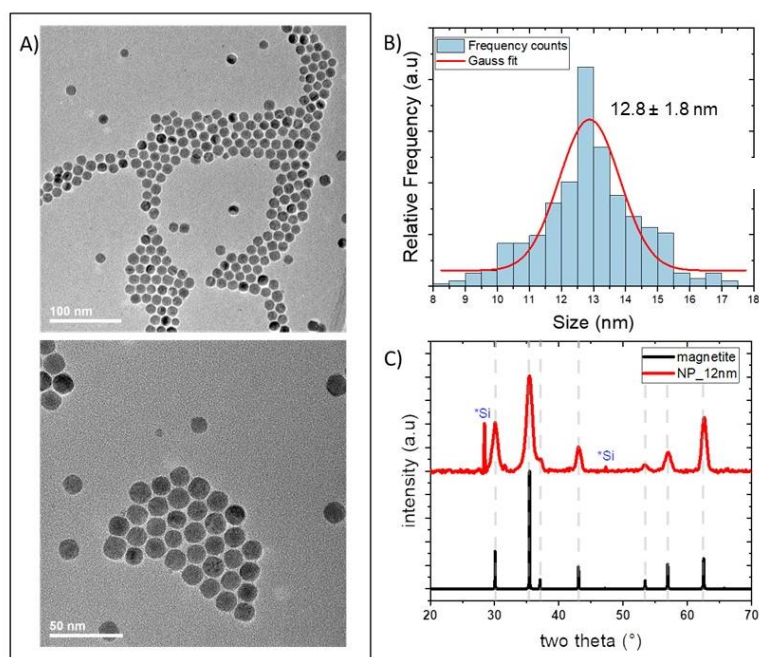 A)
100 nm
50 nm
B)
Frequency counts
Gauss fit
12.8 ± 1.8 nm
Relative Frequency (a.u)
8 9 10 11 12 13 14 15 16 17 18
Size (nm)
C)
magnetite
NP_12nm
*Si
*Si
intensity (a.u)
20 30 40 50 60 70
two theta (°)